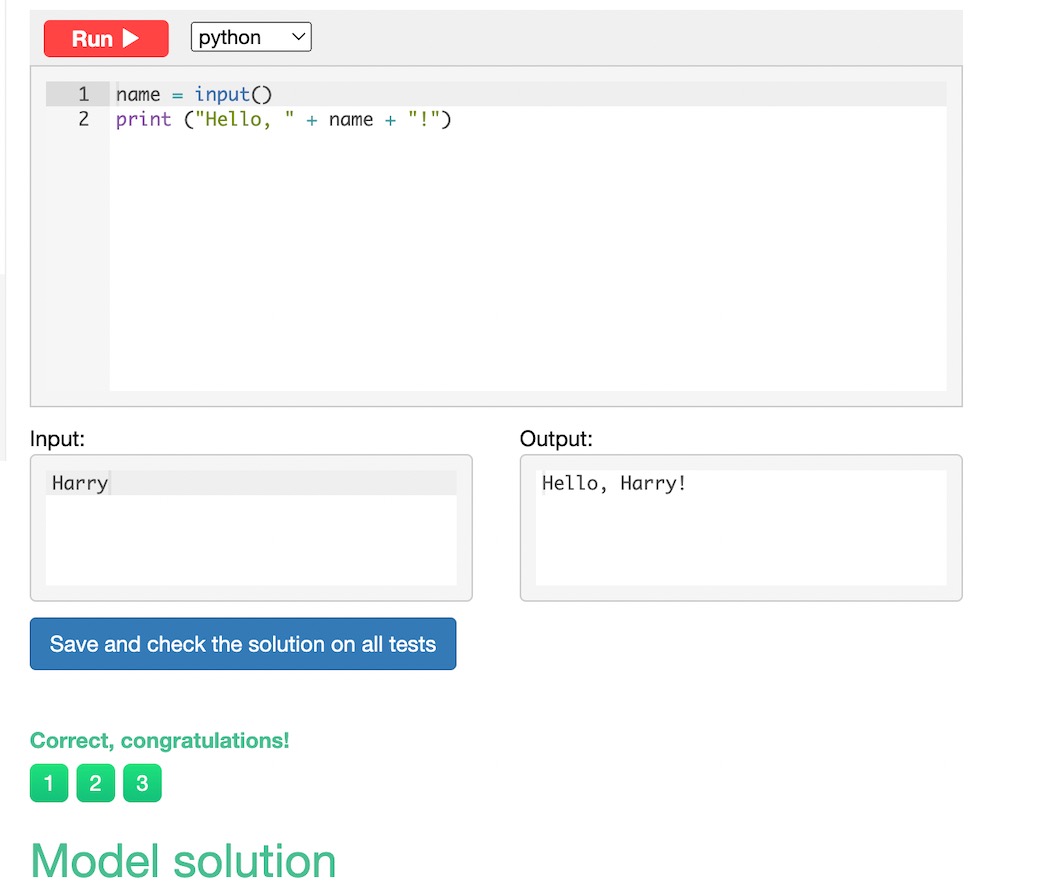 Run ▶ python
1 name = input()
2 print ("Hello, " + name + "!")
Input:
Harry
Output:
Hello, Harry!
Save and check the solution on all tests
Correct, congratulations!
1 2 3
Model solution